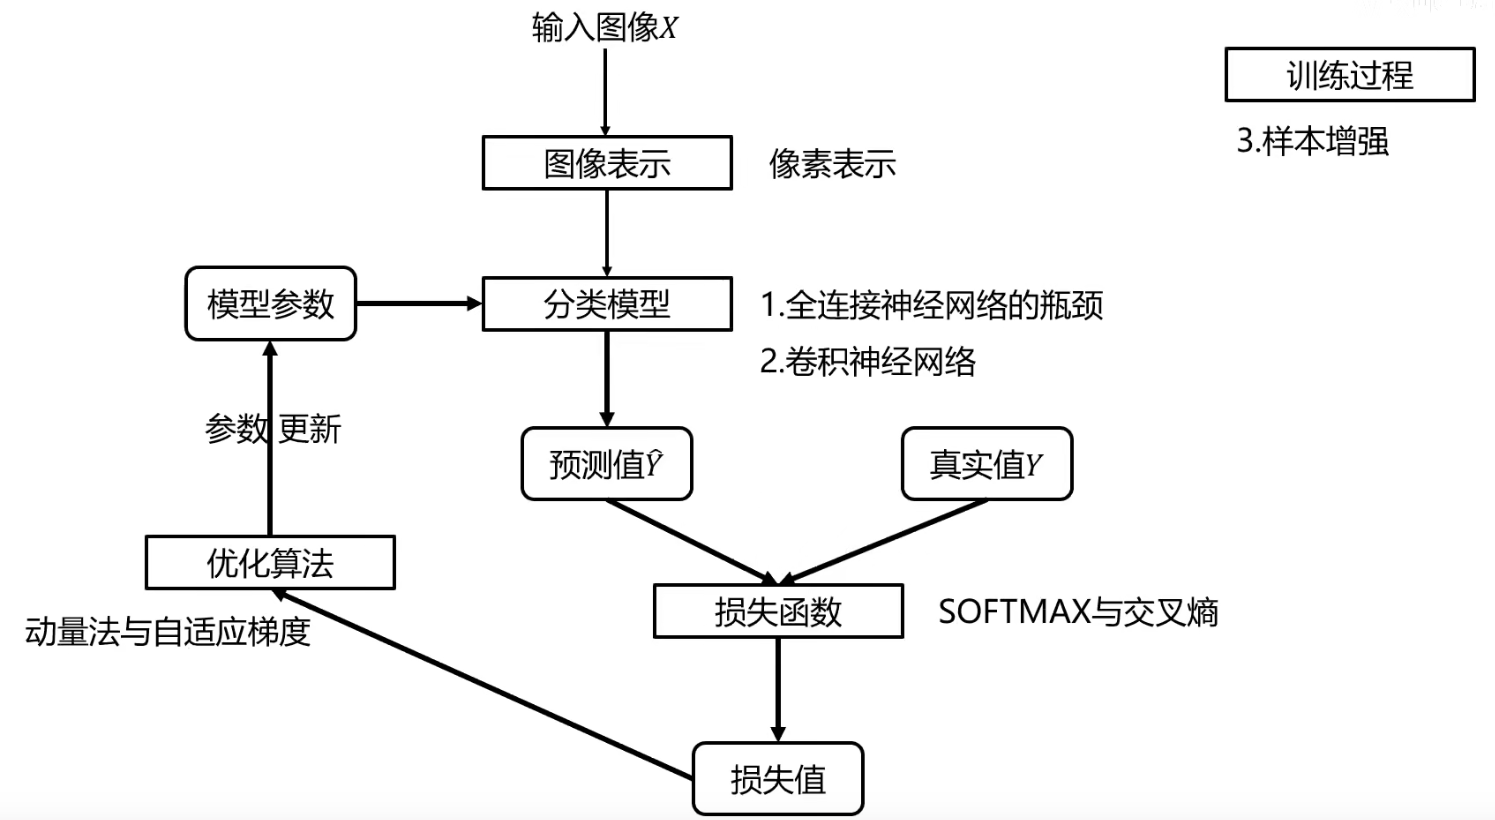 输入图像X
训练过程
3.样本增强
图像表示
像素表示
模型参数
分类模型
1.全连接神经网络的瓶颈
2.卷积神经网络
参数 更新
预测值Ŷ
真实值Y
优化算法
动量法与自适应梯度
损失函数
SOFTMAX与交叉熵
损失值